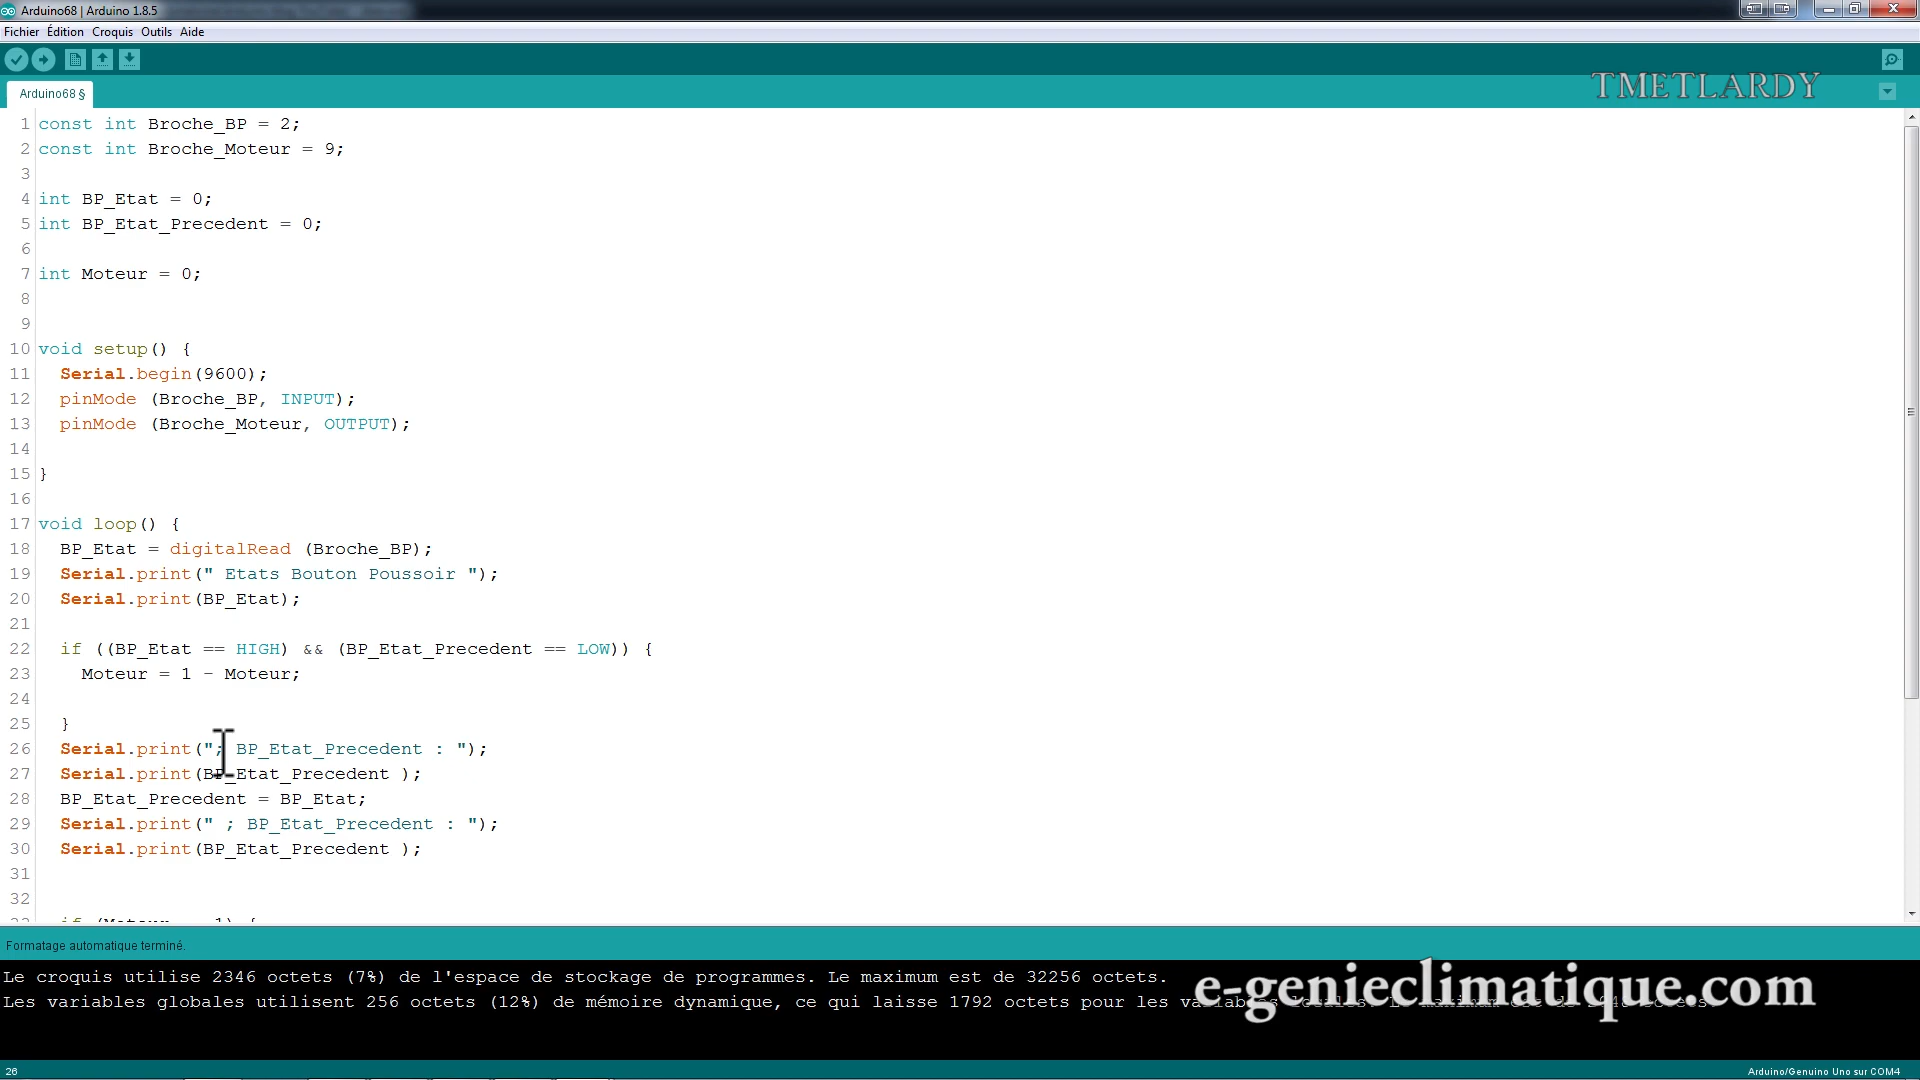 Arduino68 | Arduino 1.8.5
Fichier Édition Croquis Outils Aide
TMETLARDY
Arduino68 §
1 const int Broche_BP = 2;
2 const int Broche_Moteur = 9;
3
4 int BP_Etat = 0;
5 int BP_Etat_Precedent = 0;
6
7 int Moteur = 0;
8
9
10 void setup() {
11 Serial.begin(9600);
12 pinMode (Broche_BP, INPUT);
13 pinMode (Broche_Moteur, OUTPUT);
14
15 }
16
17 void loop() {
18 BP_Etat = digitalRead (Broche_BP);
19 Serial.print(" Etats Bouton Poussoir ");
20 Serial.print(BP_Etat);
21
22 if ((BP_Etat == HIGH) && (BP_Etat_Precedent == LOW)) {
23 Moteur = 1 - Moteur;
24
25 }
26 Serial.print("; BP_Etat_Precedent : ");
27 Serial.print(BP_Etat_Precedent );
28 BP_Etat_Precedent = BP_Etat;
29 Serial.print(" ; BP_Etat_Precedent : ");
30 Serial.print(BP_Etat_Precedent );
31
32
Formatage automatique terminé.
Le croquis utilise 2346 octets (7%) de l'espace de stockage de programmes. Le maximum est de 32256 octets.
Les variables globales utilisent 256 octets (12%) de mémoire dynamique, ce qui laisse 1792 octets pour les variables
e-genieclimatique.com
26
Arduino/Genuino Uno sur COM4